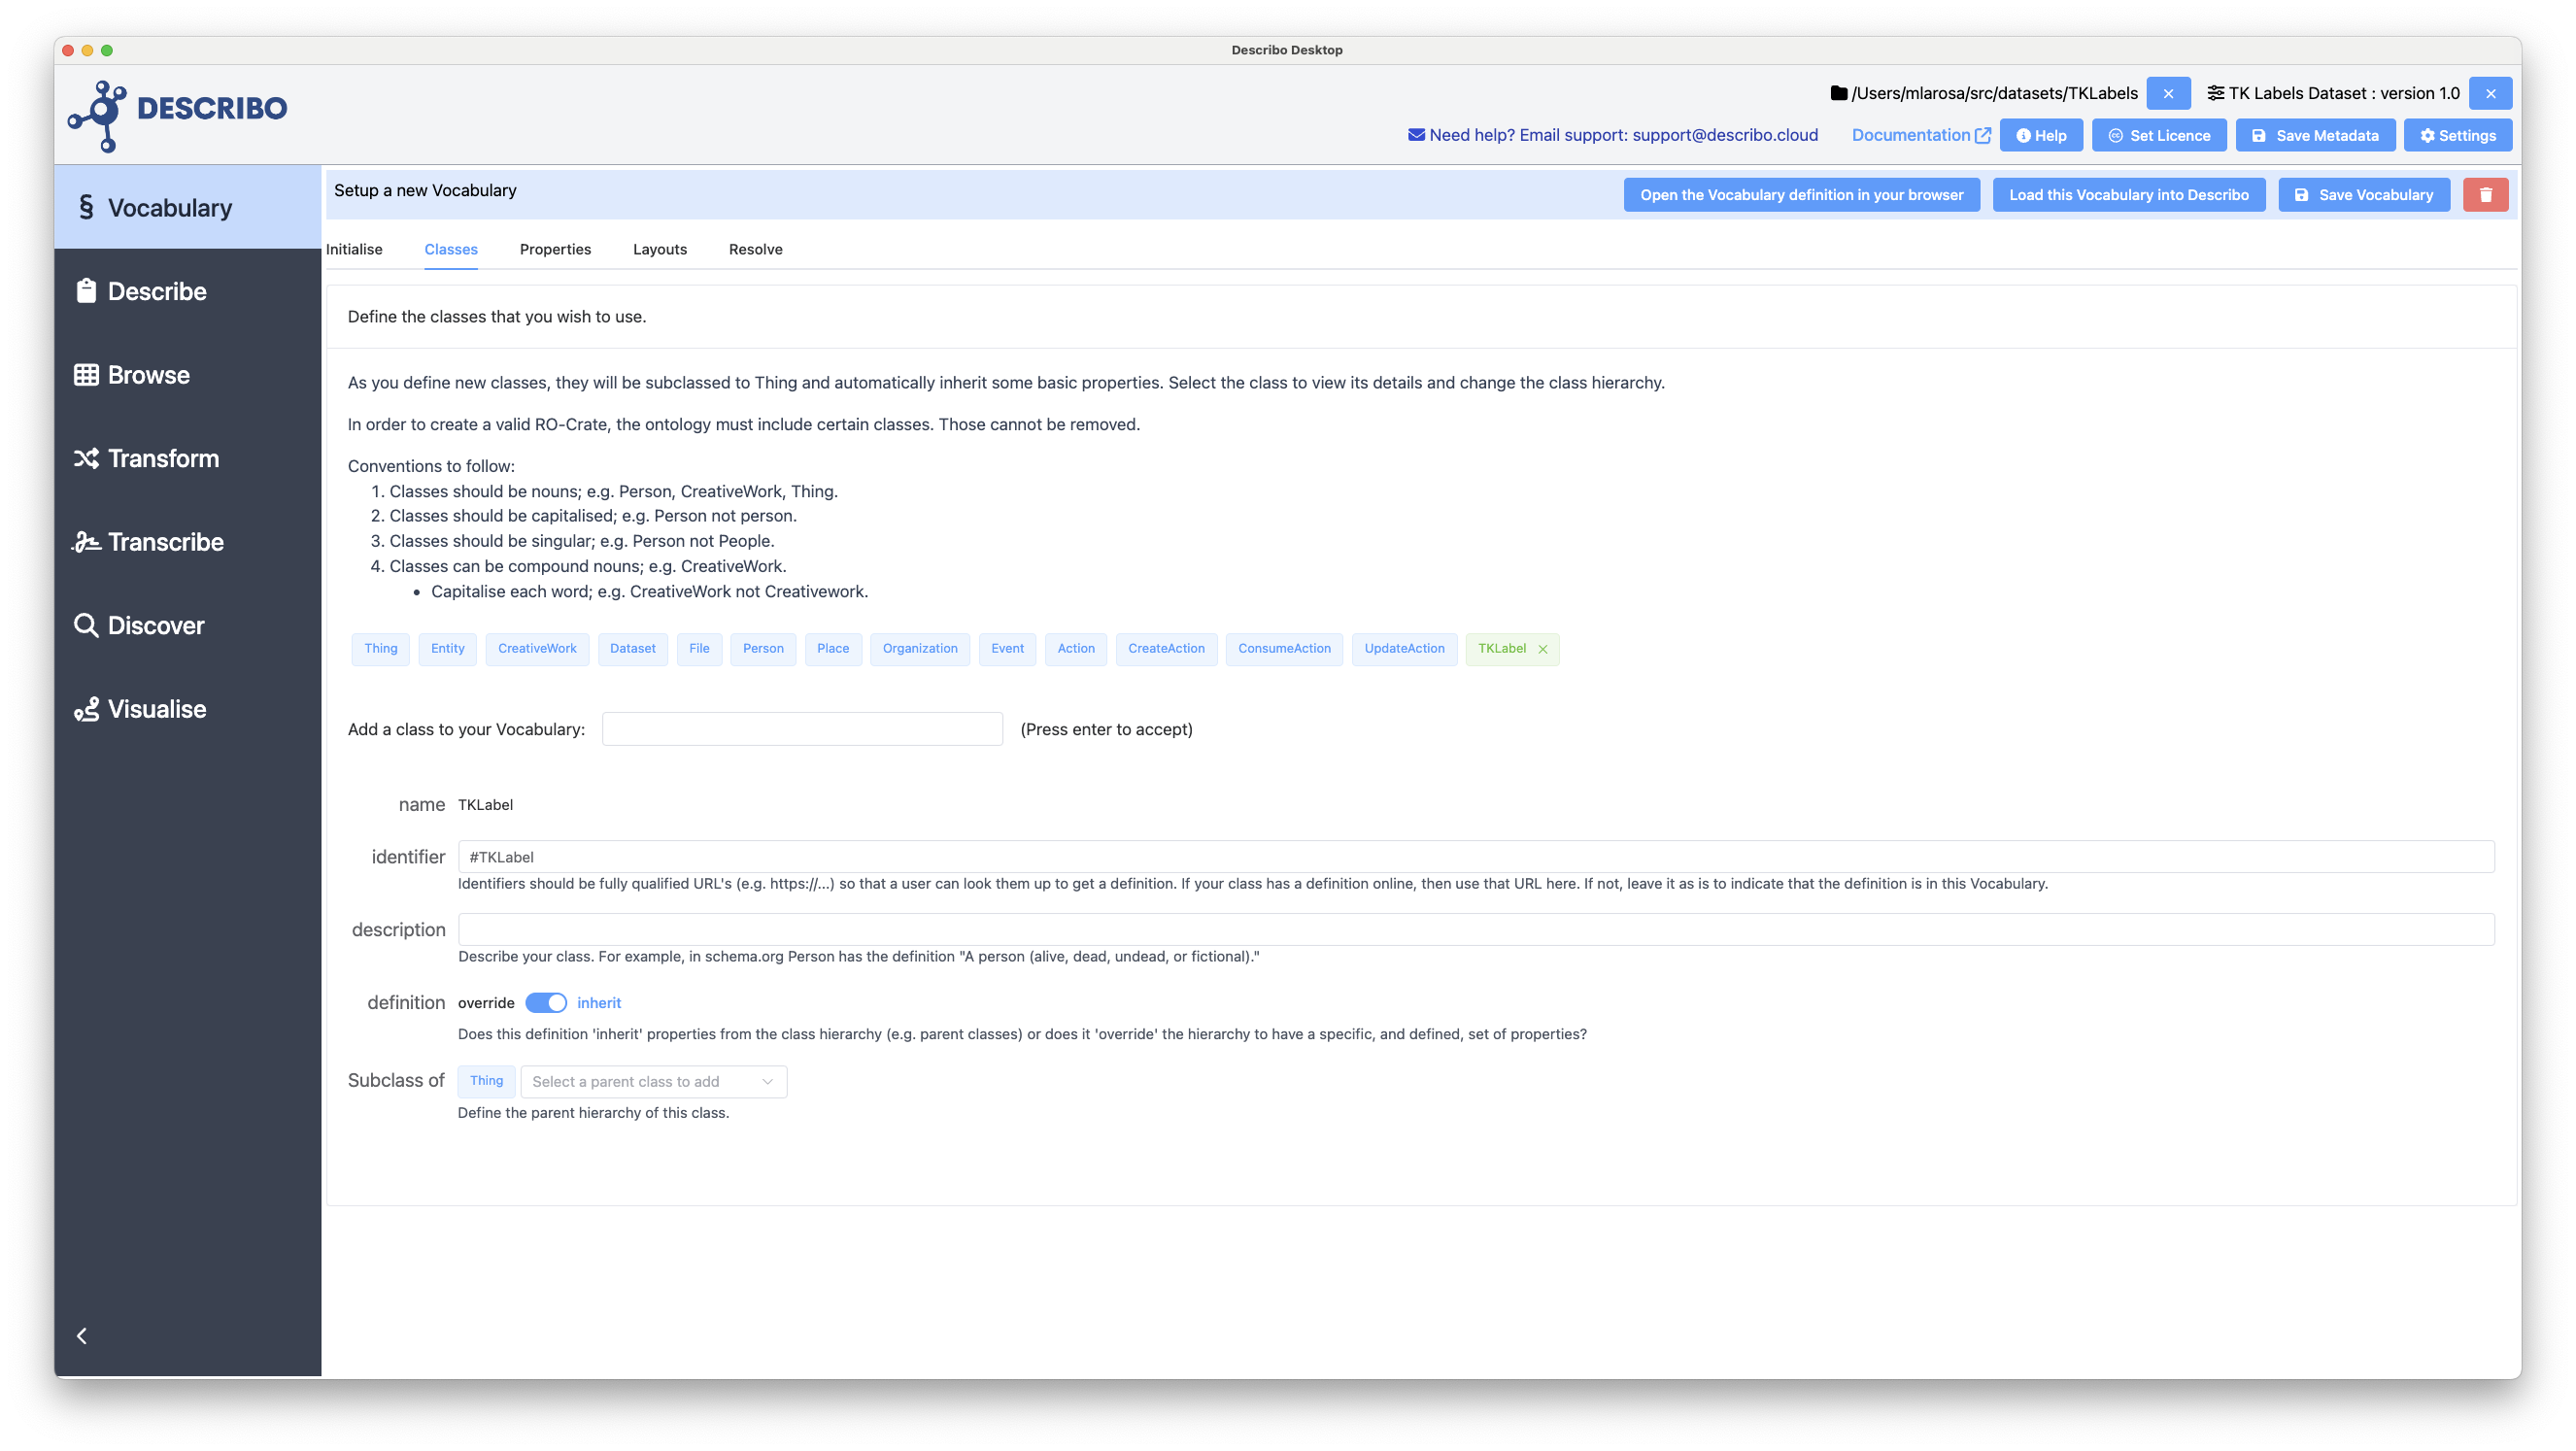 Describo Desktop
DESCRIBO
/Users/mlarosa/src/datasets/TKLabels
TK Labels Dataset : version 1.0
Need help? Email support: support@describo.cloud
Documentation
Help
Set Licence
Save Metadata
Settings
Vocabulary
Describe
Browse
Transform
Transcribe
Discover
Visualise
Setup a new Vocabulary
Open the Vocabulary definition in your browser
Load this Vocabulary into Describo
Save Vocabulary
Initialise
Classes
Properties
Layouts
Resolve
Define the classes that you wish to use.
As you define new classes, they will be subclassed to Thing and automatically inherit some basic properties. Select the class to view its details and change the class hierarchy.
In order to create a valid RO-Crate, the ontology must include certain classes. Those cannot be removed.
Conventions to follow:
1. Classes should be nouns; e.g. Person, CreativeWork, Thing.
2. Classes should be capitalised; e.g. Person not person.
3. Classes should be singular; e.g. Person not People.
4. Classes can be compound nouns; e.g. CreativeWork.
• Capitalise each word; e.g. CreativeWork not Creativework.
Thing
Entity
CreativeWork
Dataset
File
Person
Place
Organization
Event
Action
CreateAction
ConsumeAction
UpdateAction
TKLabel
Add a class to your Vocabulary:
(Press enter to accept)
name TKLabel
identifier #TKLabel
Identifiers should be fully qualified URL's (e.g. https://...) so that a user can look them up to get a definition. If your class has a definition online, then use that URL here. If not, leave it as is to indicate that the definition is in this Vocabulary.
description
Describe your class. For example, in schema.org Person has the definition "A person (alive, dead, undead, or fictional)."
definition override inherit
Does this definition 'inherit' properties from the class hierarchy (e.g. parent classes) or does it 'override' the hierarchy to have a specific, and defined, set of properties?
Subclass of Thing Select a parent class to add
Define the parent hierarchy of this class.